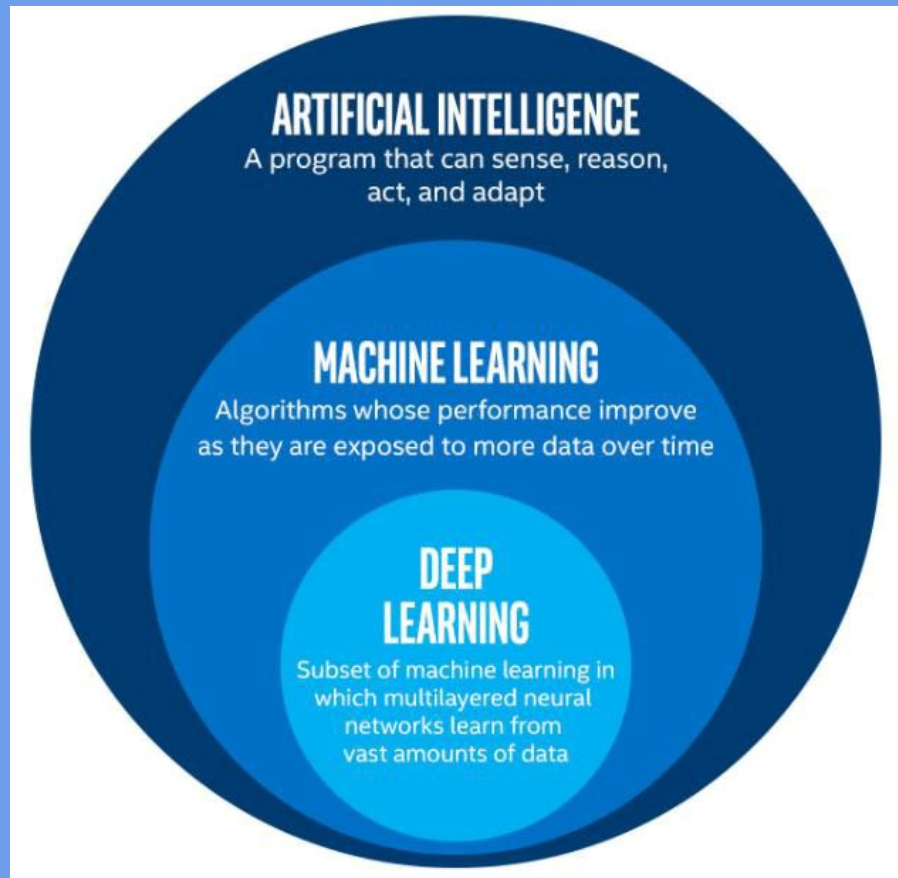 ARTIFICIAL INTELLIGENCE
A program that can sense, reason,
act, and adapt
MACHINE LEARNING
Algorithms whose performance improve
as they are exposed to more data over time
DEEP
LEARNING
Subset of machine learning in
which multilayered neural
networks learn from
vast amounts of data